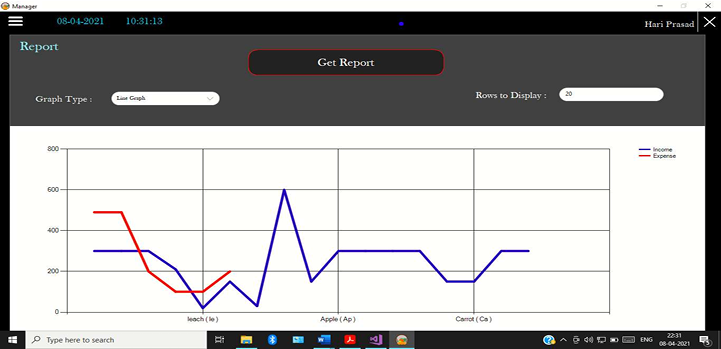 Manager
08-04-2021 10:31:13
Hari Prasad
Report
Get Report
Graph Type :
Line Graph
Rows to Display :
20
800
600
400
200
0
Income
Expense
leach ( le )
Apple ( Ap )
Carrot ( Ca )
Type here to search
ENG
22:31
08-04-2021